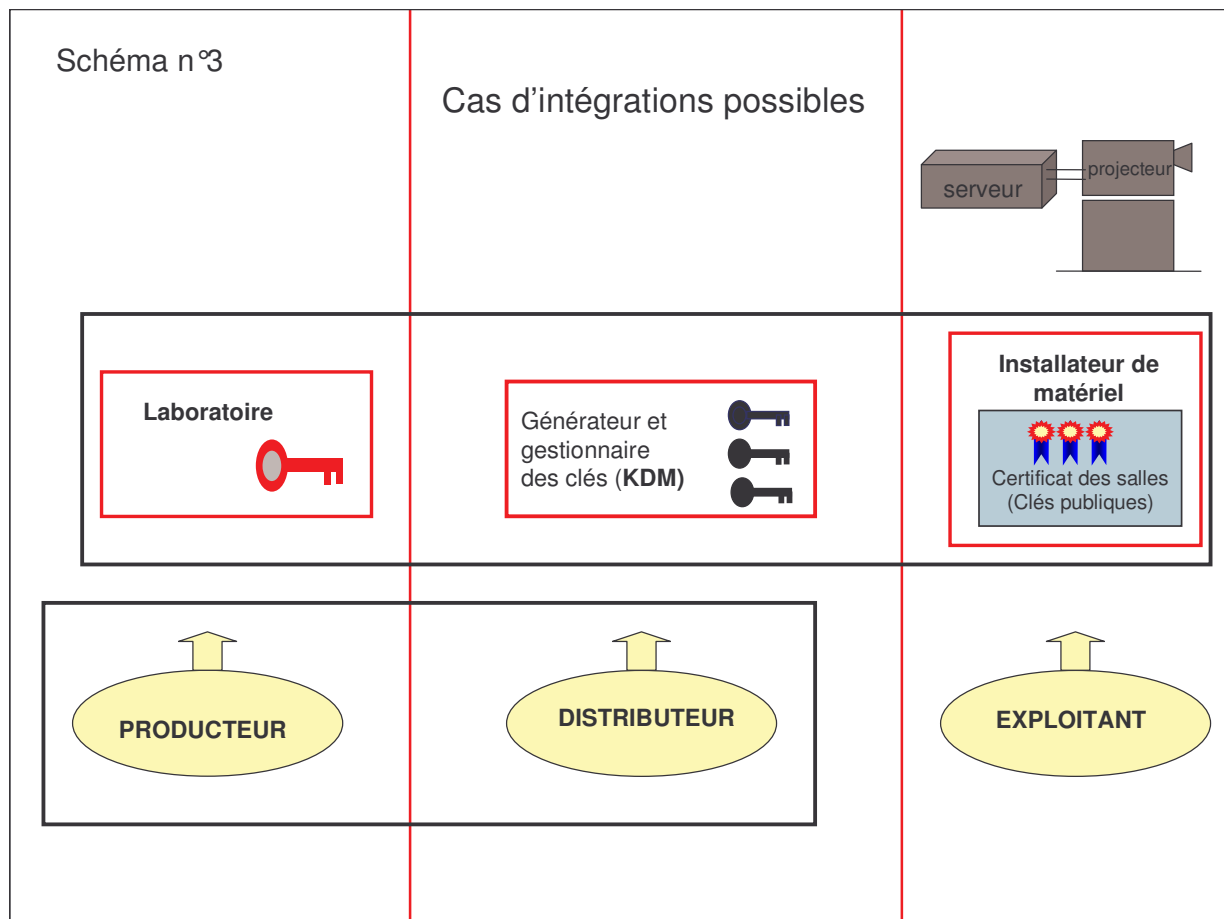 Schéma n°3
Cas d'intégrations possibles
serveur
projecteur
Laboratoire
Générateur et
gestionnaire
des clés (KDM)
Installateur de
matériel
Certificat des salles
(Clés publiques)
PRODUCTEUR
DISTRIBUTEUR
EXPLOITANT